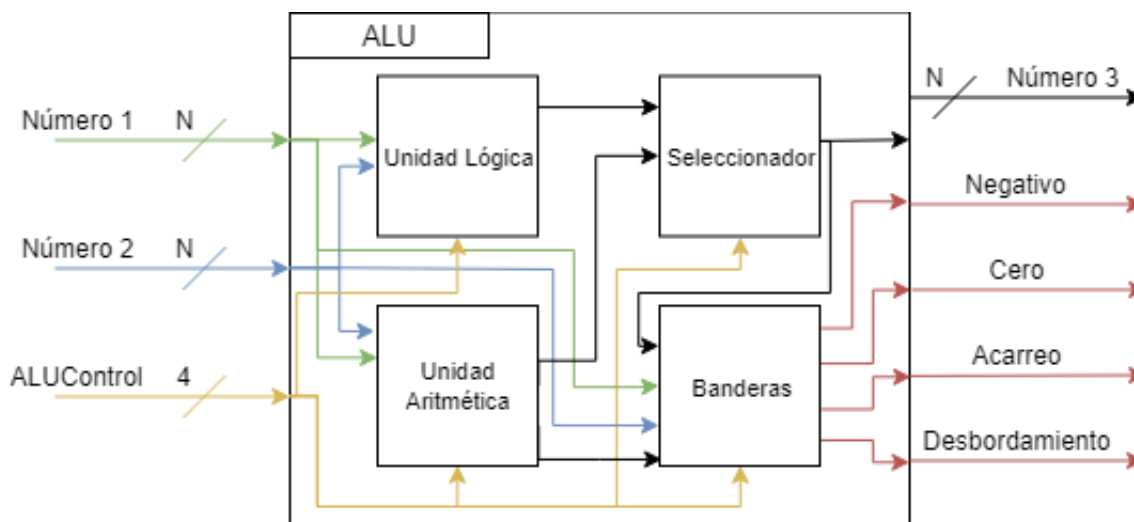 ALU
N Número 3
Número 1 N
Unidad Lógica
Seleccionador
Negativo
Número 2 N
Cero
ALUControl 4
Unidad
Aritmética
Banderas
Acarreo
Desbordamiento